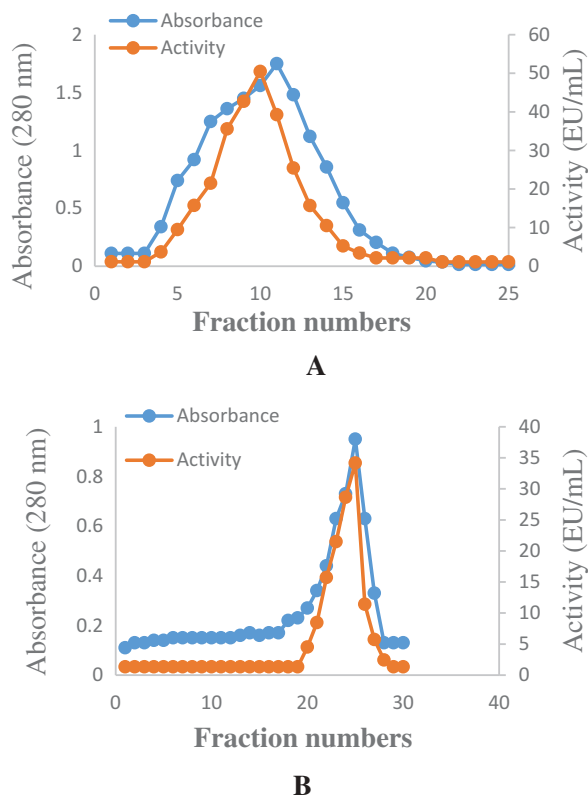 Absorbance
Activity
Absorbance (280 nm)
2
1.5
1
0.5
0
60
50
40
30
20
10
0
Activity (EU/mL)
0 5 10 15 20 25
Fraction numbers
A
Absorbance
Activity
Absorbance (280 nm)
1
0.8
0.6
0.4
0.2
0
40
35
30
25
20
15
10
5
0
Activity (EU/mL)
0 10 20 30 40
Fraction numbers
B